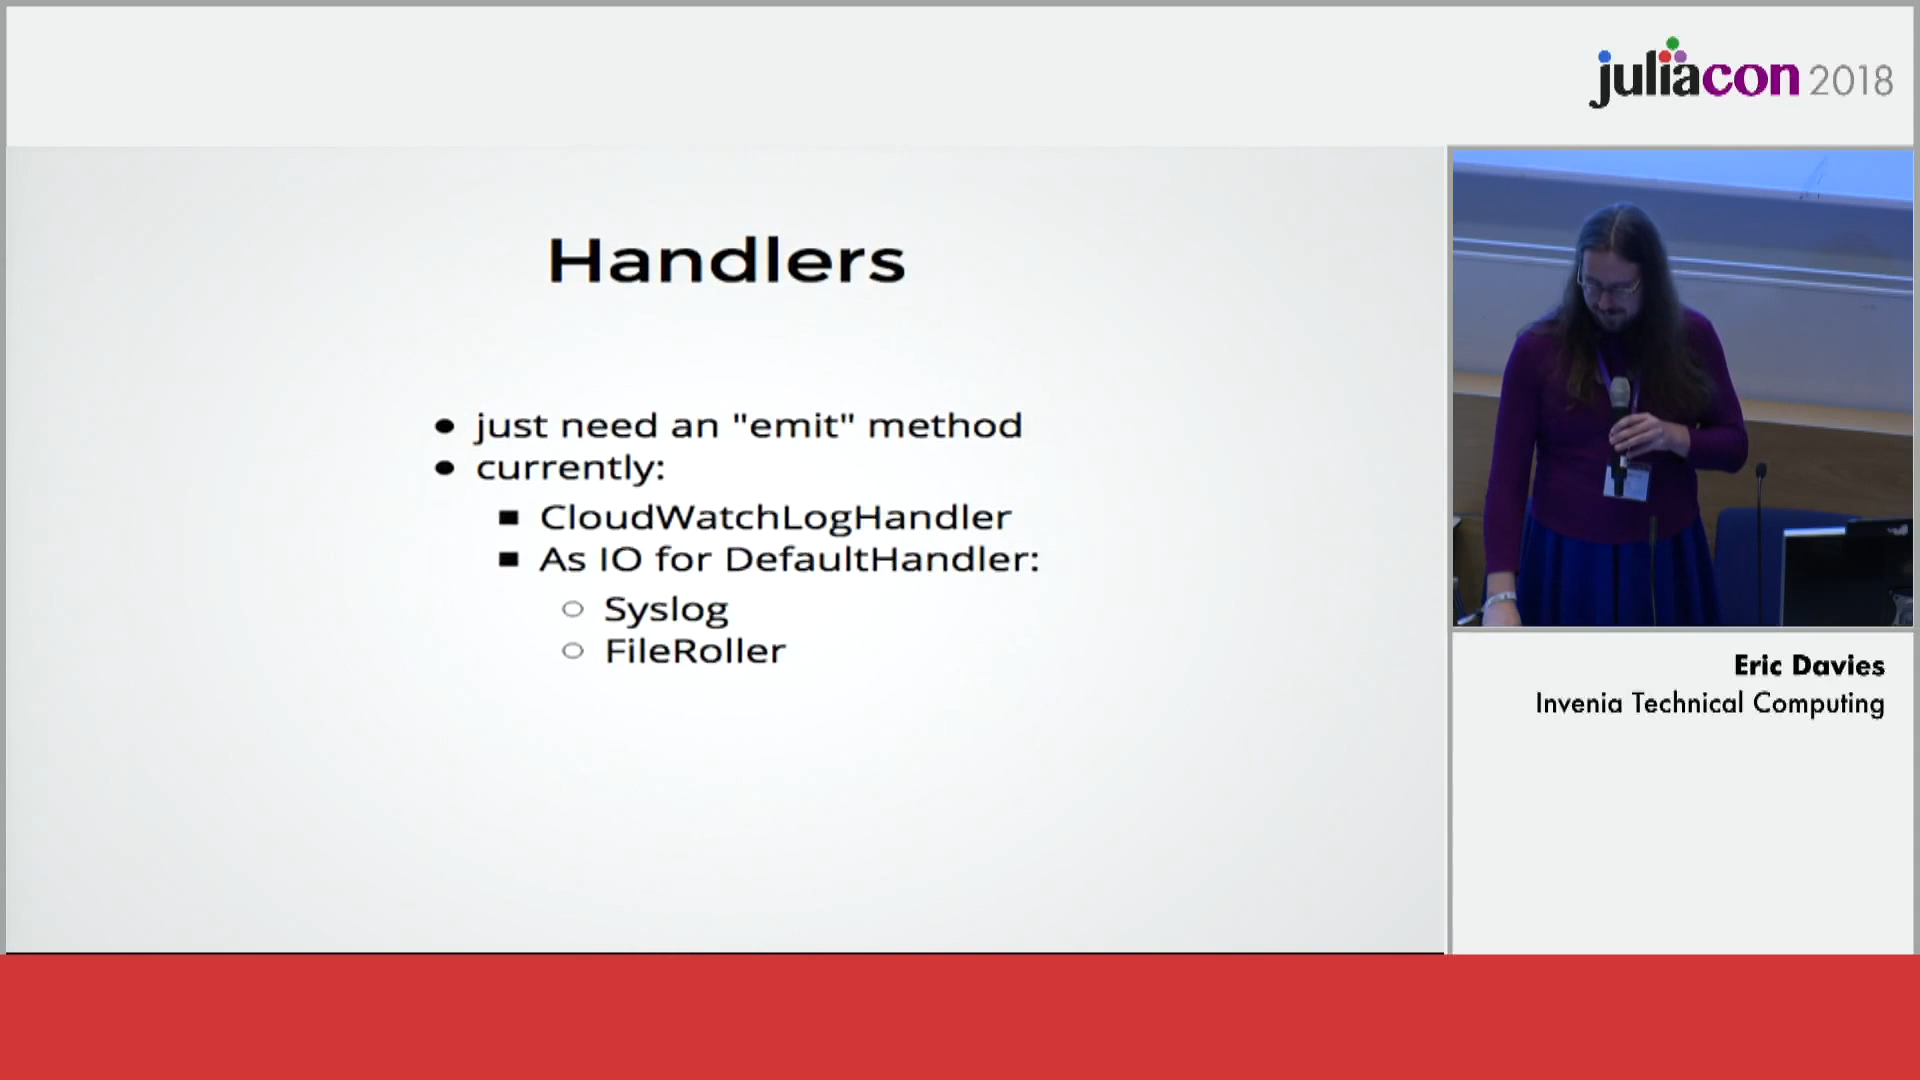 juliacon 2018
Handlers
just need an "emit" method
currently:
CloudWatchLogHandler
As IO for DefaultHandler:
Syslog
FileRoller
Eric Davies
Invenia Technical Computing